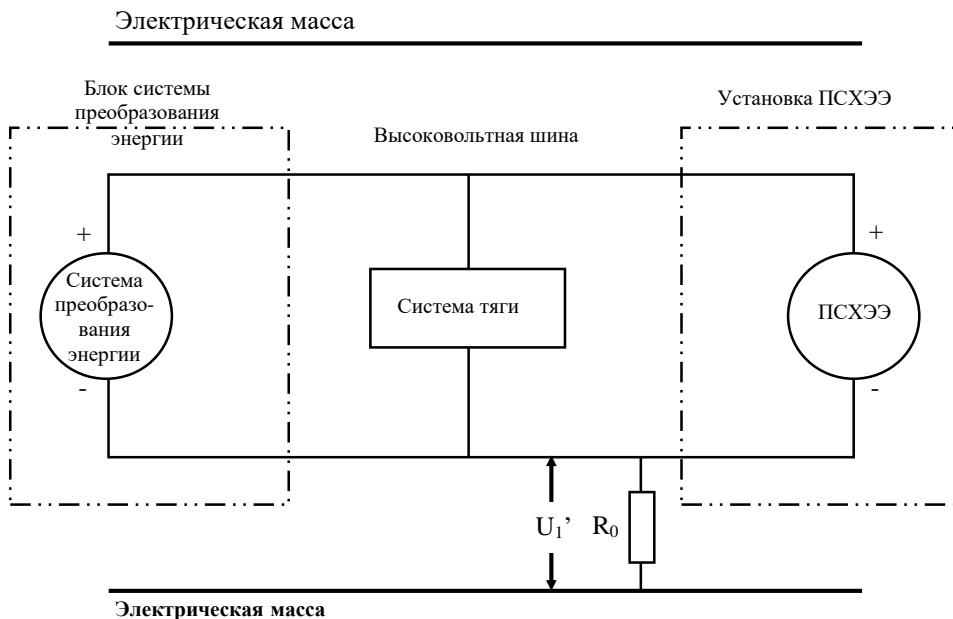 Электрическая масса
Блок системы
преобразования
энергии
Установка ПСХЭЭ
Высоковольтная шина
+
+
Система
преобразо-
вания
энергии
Система тяги
ПСХЭЭ
-
-
U₁’ R₀
Электрическая масса